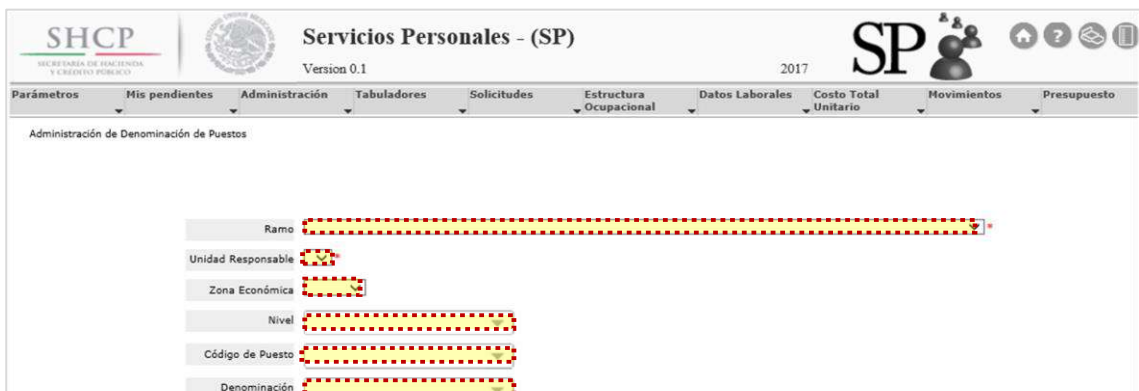 SHCP
SECRETARÍA DE HACIENDA
Y CRÉDITO PÚBLICO
Servicios Personales - (SP)
Version 0.1
2017
SP
Parámetros Mis pendientes Administración Tabuladores Solicitudes Estructura Ocupacional Datos Laborales Costo Total Unitario Movimientos Presupuesto
Administración de Denominación de Puestos
Ramo *
Unidad Responsable *
Zona Económica
Nivel
Código de Puesto
Denominación